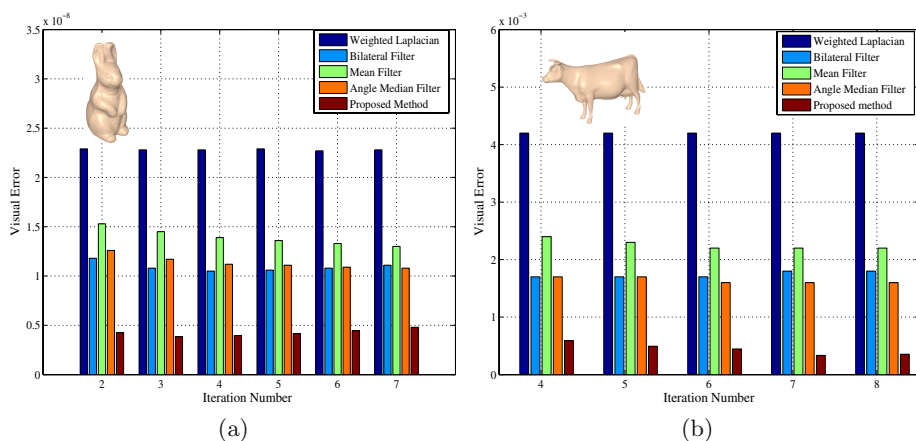 x 10⁻⁸
3.5
3
2.5
2
1.5
1
0.5
0
Visual Error
2 3 4 5 6 7
Iteration Number
Weighted Laplacian
Bilateral Filter
Mean Filter
Angle Median Filter
Proposed Method
(a)
x 10⁻³
6
5
4
3
2
1
0
Visual Error
4 5 6 7 8
Iteration Number
Weighted Laplacian
Bilateral Filter
Mean Filter
Angle Median Filter
Proposed method
(b)